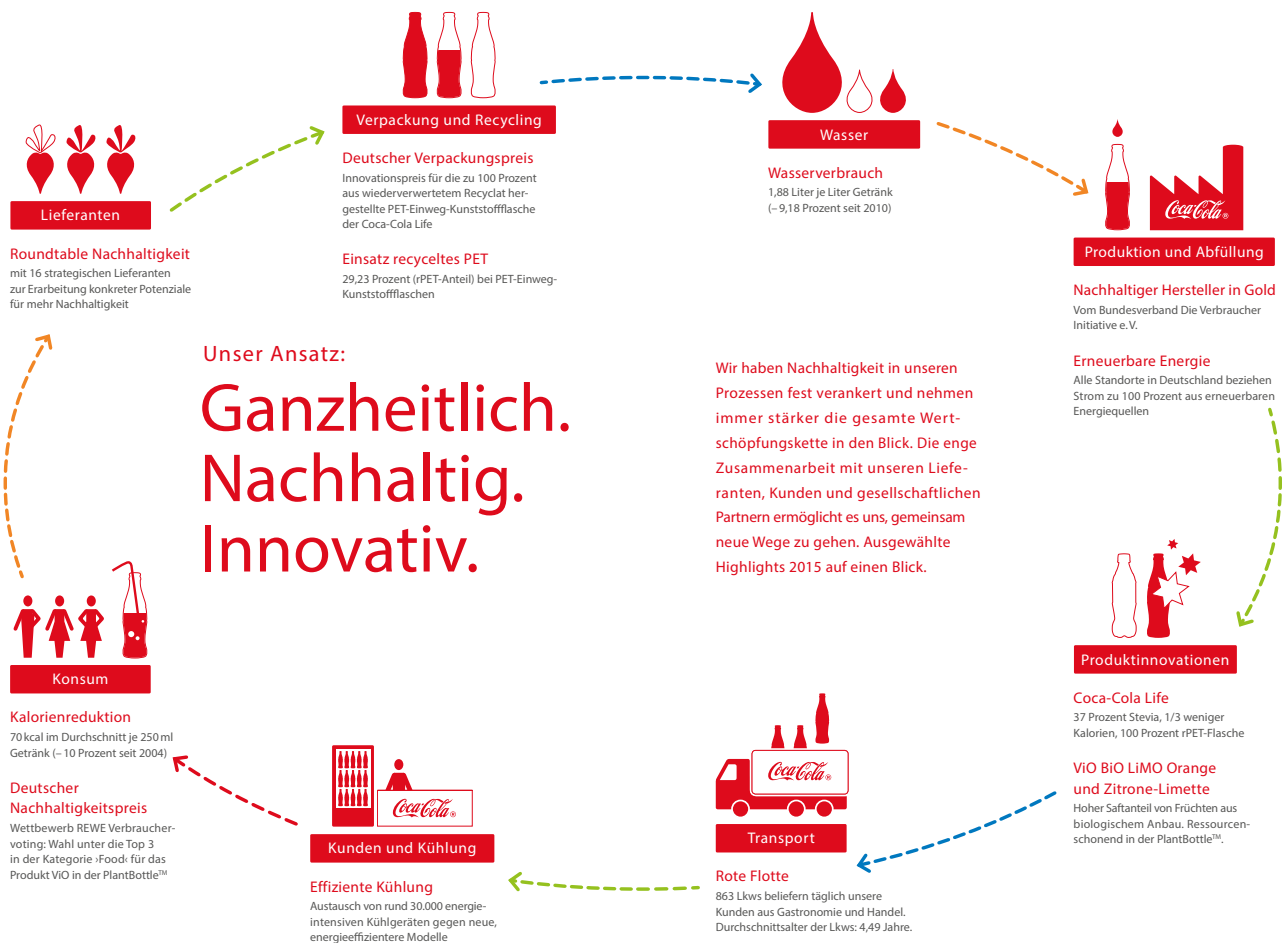 Verpackung und Recycling
Deutscher Verpackungspreis
Innovationspreis für die zu 100 Prozent
aus wiederverwertetem Recyclat her-
gestellte PET-Einweg-Kunststoffflasche
der Coca-Cola Life
Einsatz recyceltes PET
29,23 Prozent (rPET-Anteil) bei PET-Einweg-
Kunststoffflaschen
Wasser
Wasserverbrauch
1,88 Liter je Liter Getränk
(– 9,18 Prozent seit 2010)
Coca-Cola®
Produktion und Abfüllung
Nachhaltiger Hersteller in Gold
Vom Bundesverband Die Verbraucher
Initiative e. V.
Erneuerbare Energie
Alle Standorte in Deutschland beziehen
Strom zu 100 Prozent aus erneuerbaren
Energiequellen
Lieferanten
Roundtable Nachhaltigkeit
mit 16 strategischen Lieferanten
zur Erarbeitung konkreter Potenziale
für mehr Nachhaltigkeit
Unser Ansatz:
Ganzheitlich.
Nachhaltig.
Innovativ.
Wir haben Nachhaltigkeit in unseren
Prozessen fest verankert und nehmen
immer stärker die gesamte Wert-
schöpfungskette in den Blick. Die enge
Zusammenarbeit mit unseren Liefe-
ranten, Kunden und gesellschaftlichen
Partnern ermöglicht es uns, gemeinsam
neue Wege zu gehen. Ausgewählte
Highlights 2015 auf einen Blick.
Produktinnovationen
Coca-Cola Life
37 Prozent Stevia, 1/3 weniger
Kalorien, 100 Prozent rPET-Flasche
ViO BiO LiMO Orange
und Zitrone-Limette
Hoher Saftanteil von Früchten aus
biologischem Anbau. Ressourcen-
schonend in der PlantBottle™.
Coca-Cola®
Transport
Rote Flotte
863 Lkws beliefern täglich unsere
Kunden aus Gastronomie und Handel.
Durchschnittsalter der Lkws: 4,49 Jahre.
Coca-Cola®
Kunden und Kühlung
Effiziente Kühlung
Austausch von rund 30.000 energie-
intensiven Kühlgeräten gegen neue,
energieeffizientere Modelle
Konsum
Kalorienreduktion
70 kcal im Durchschnitt je 250 ml
Getränk (– 10 Prozent seit 2004)
Deutscher
Nachhaltigkeitspreis
Wettbewerb REWE Verbraucher-
voting: Wahl unter die Top 3
in der Kategorie ›Food‹ für das
Produkt ViO in der PlantBottle™